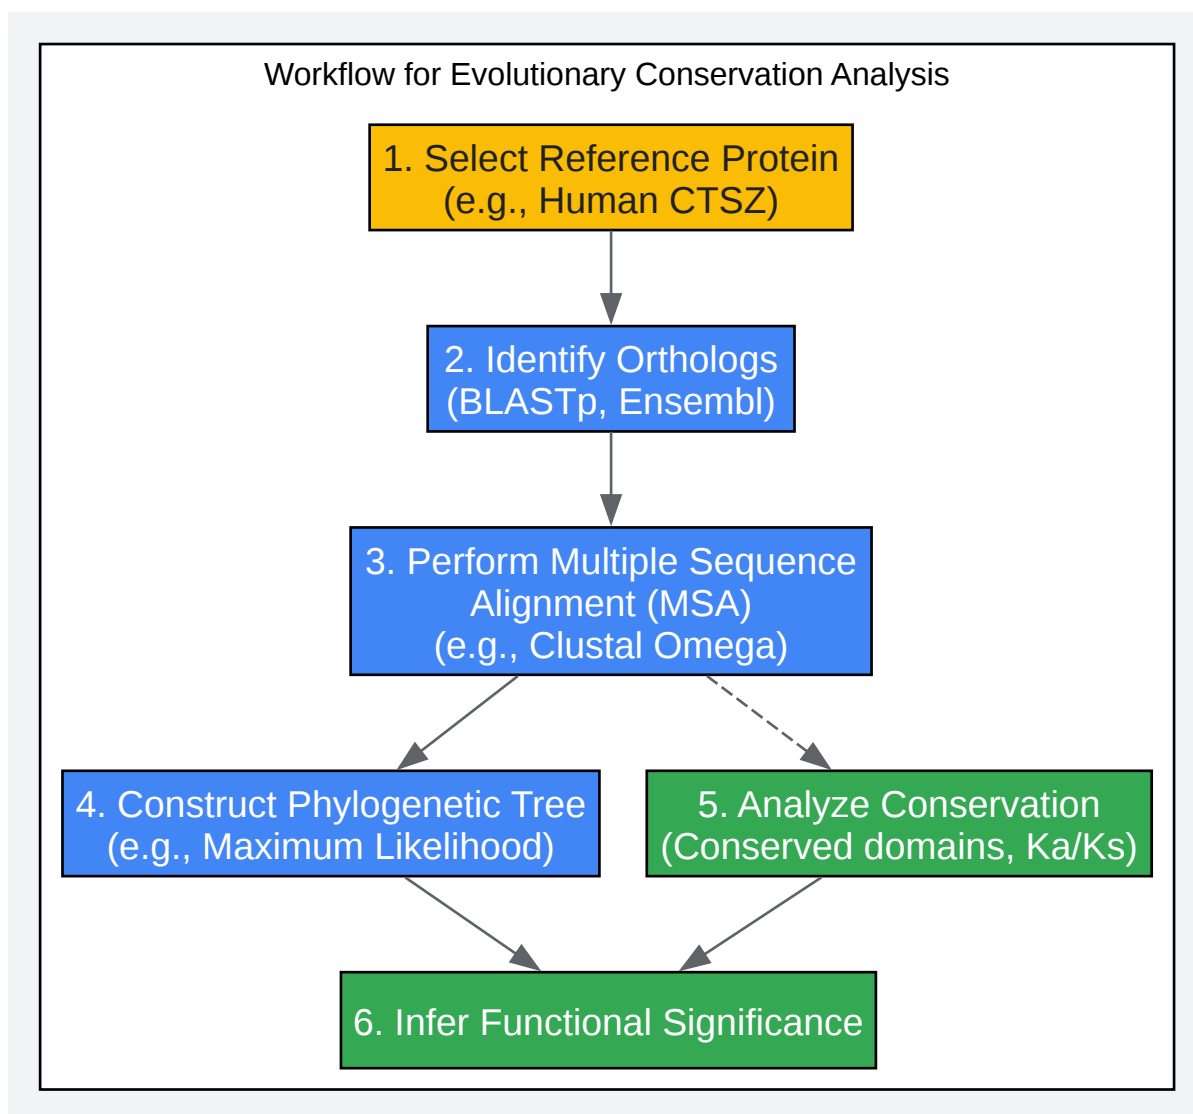 Workflow for Evolutionary Conservation Analysis
1. Select Reference Protein
(e.g., Human CTSZ)
2. Identify Orthologs
(BLASTp, Ensembl)
3. Perform Multiple Sequence
Alignment (MSA)
(e.g., Clustal Omega)
4. Construct Phylogenetic Tree
(e.g., Maximum Likelihood)
5. Analyze Conservation
(Conserved domains, Ka/Ks)
6. Infer Functional Significance